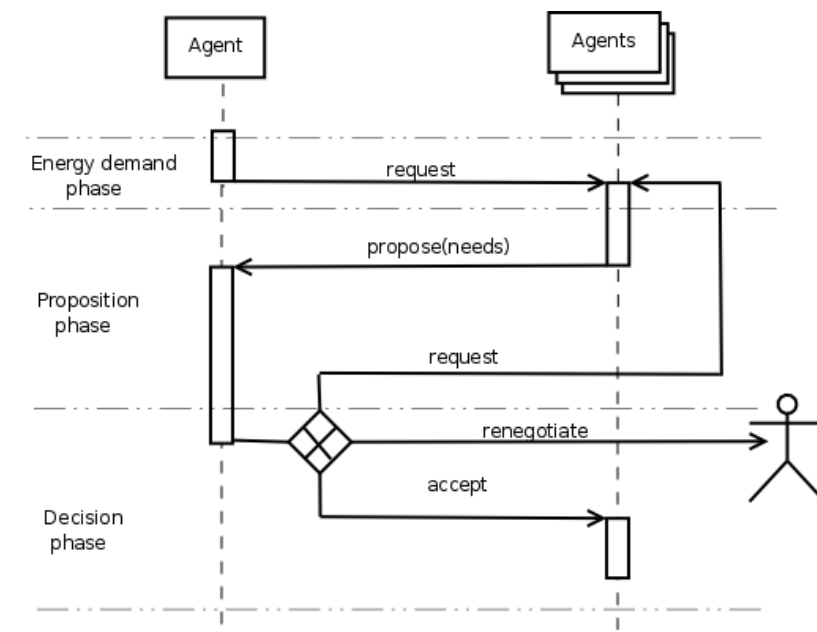 Agent
Agents
Energy demand
phase
request
propose(needs)
Proposition
phase
request
renegotiate
accept
Decision
phase